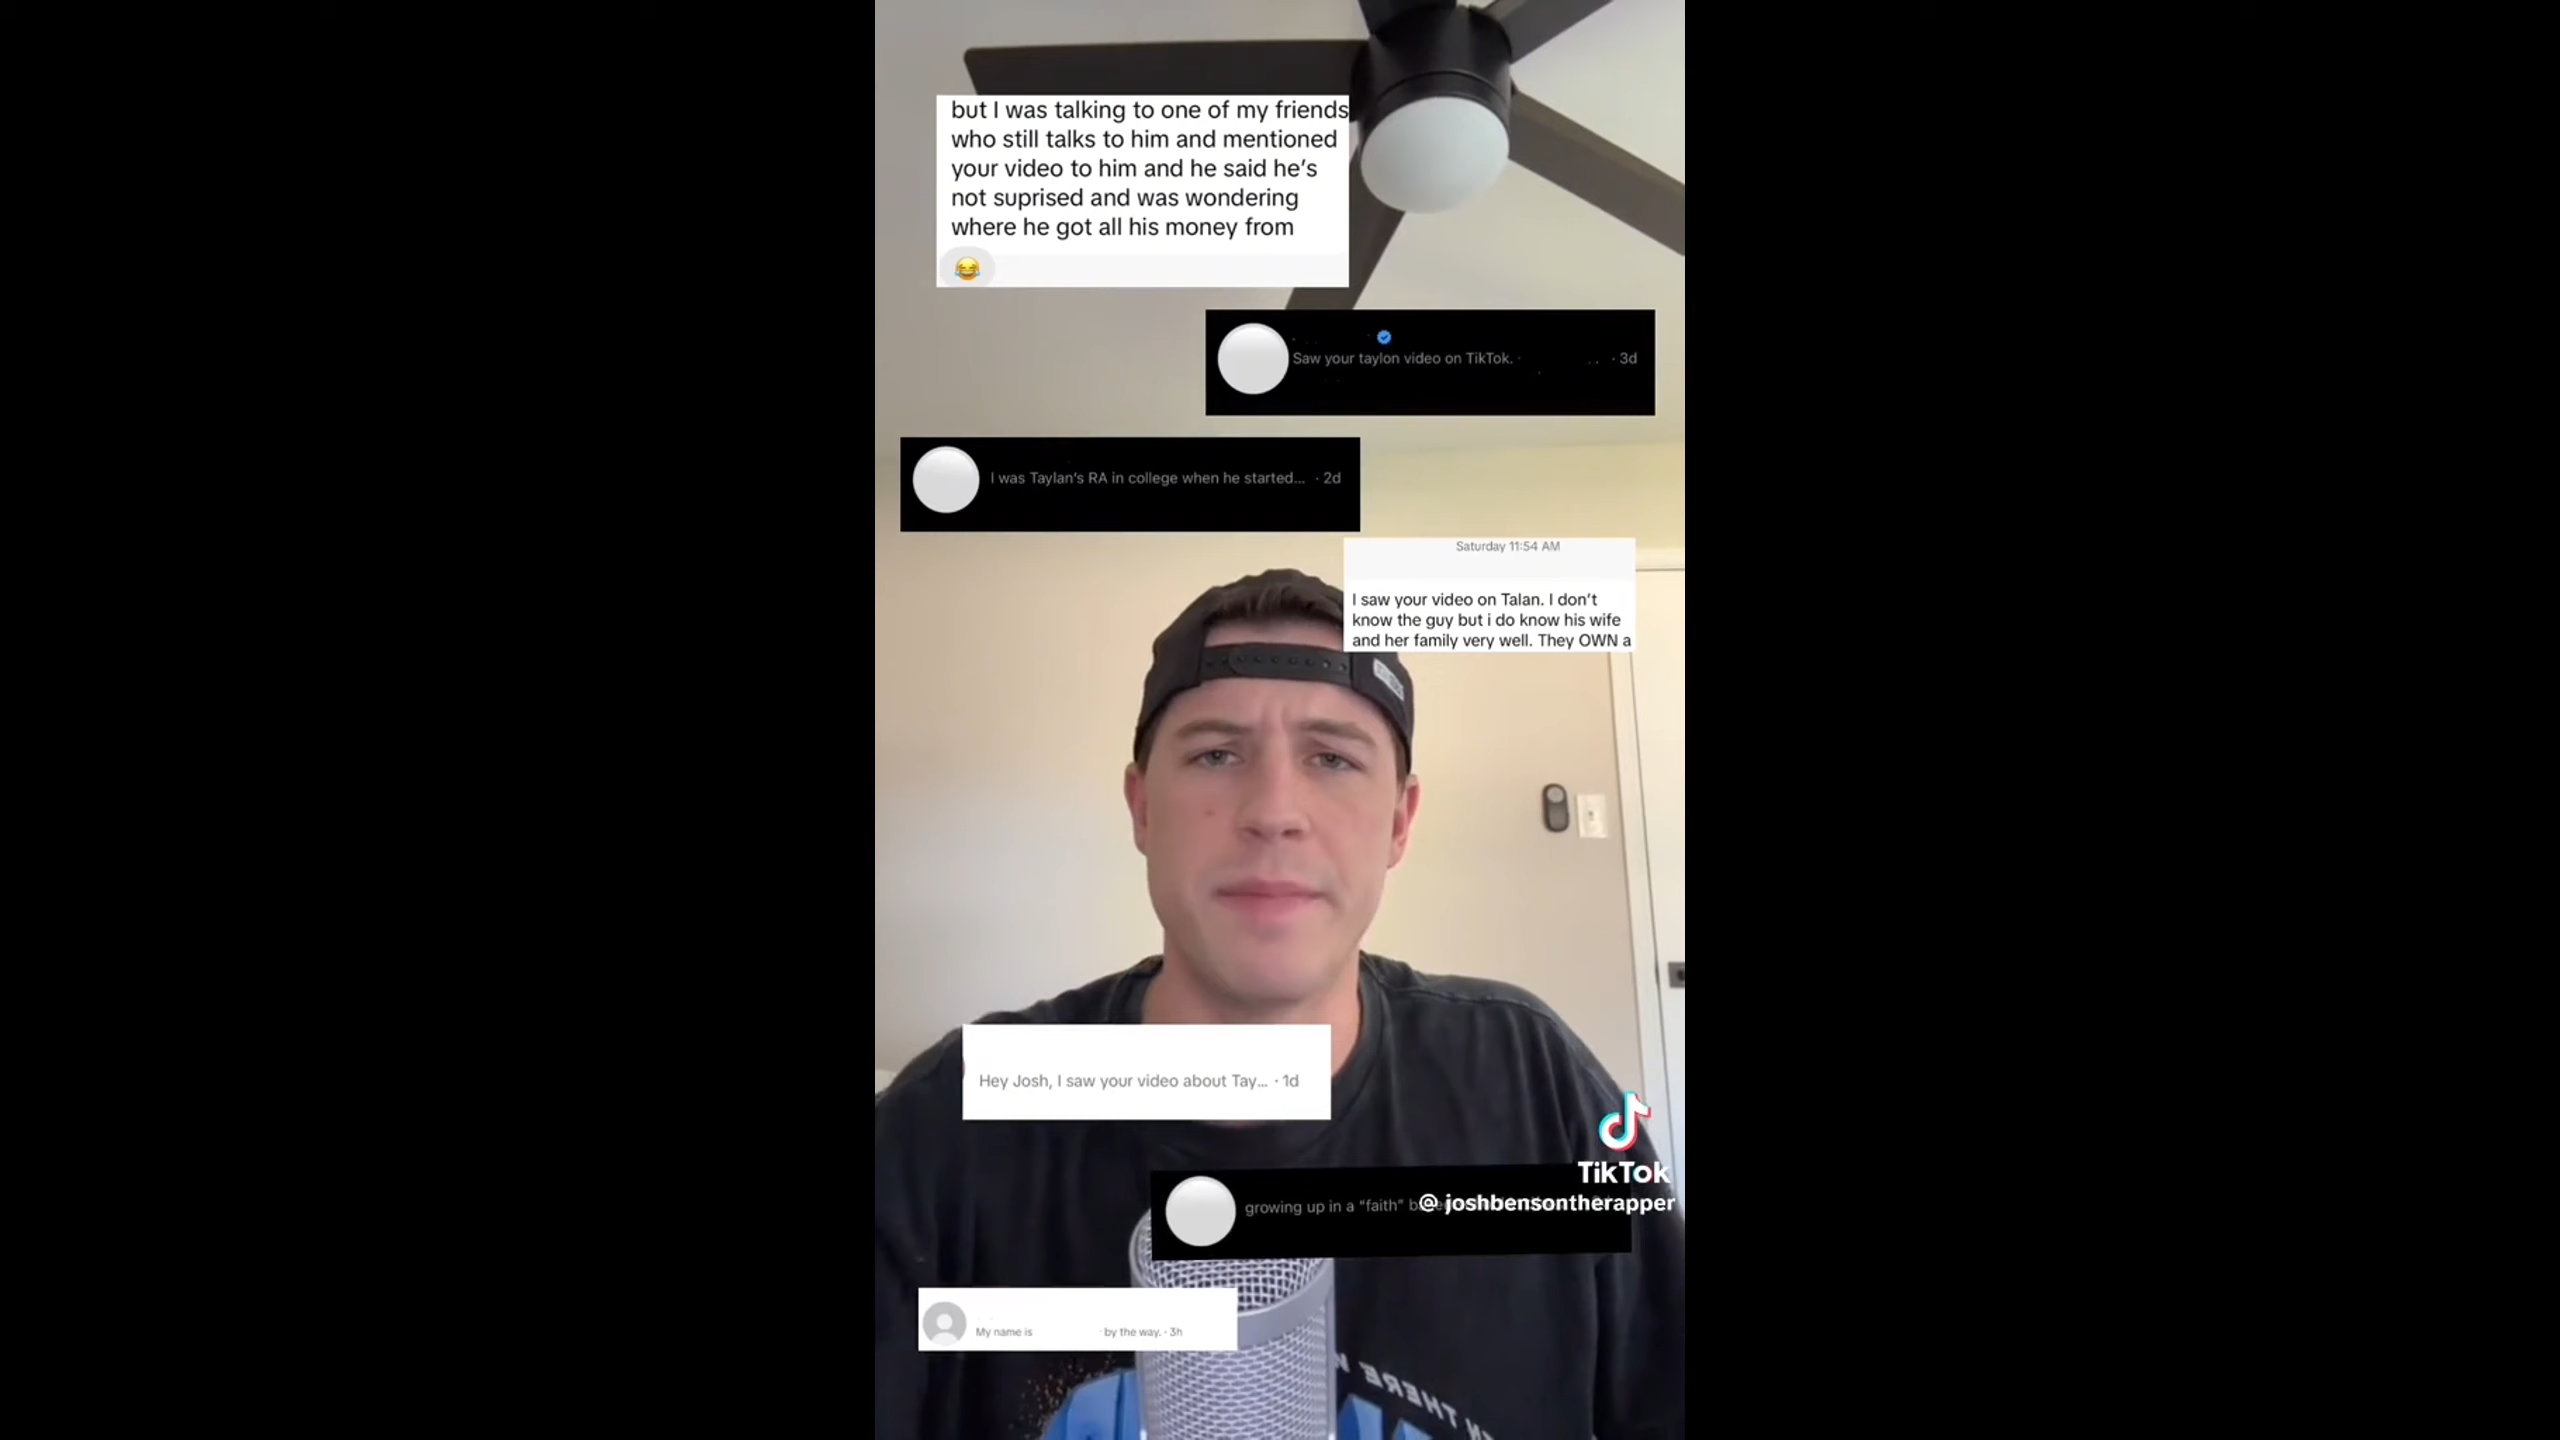 but I was talking to one of my friends
who still talks to him and mentioned
your video to him and he said he’s
not suprised and was wondering
where he got all his money from
😂
Saw your taylon video on TikTok. · 3d
I was Taylan’s RA in college when he started... · 2d
Saturday 11:54 AM
I saw your video on Talan. I don’t
know the guy but i do know his wife
and her family very well. They OWN a
Hey Josh, I saw your video about Tay... · 1d
TikTok
growing up in a “faith”
@ joshbensontherapper
My name is by the way. · 3h
THERE